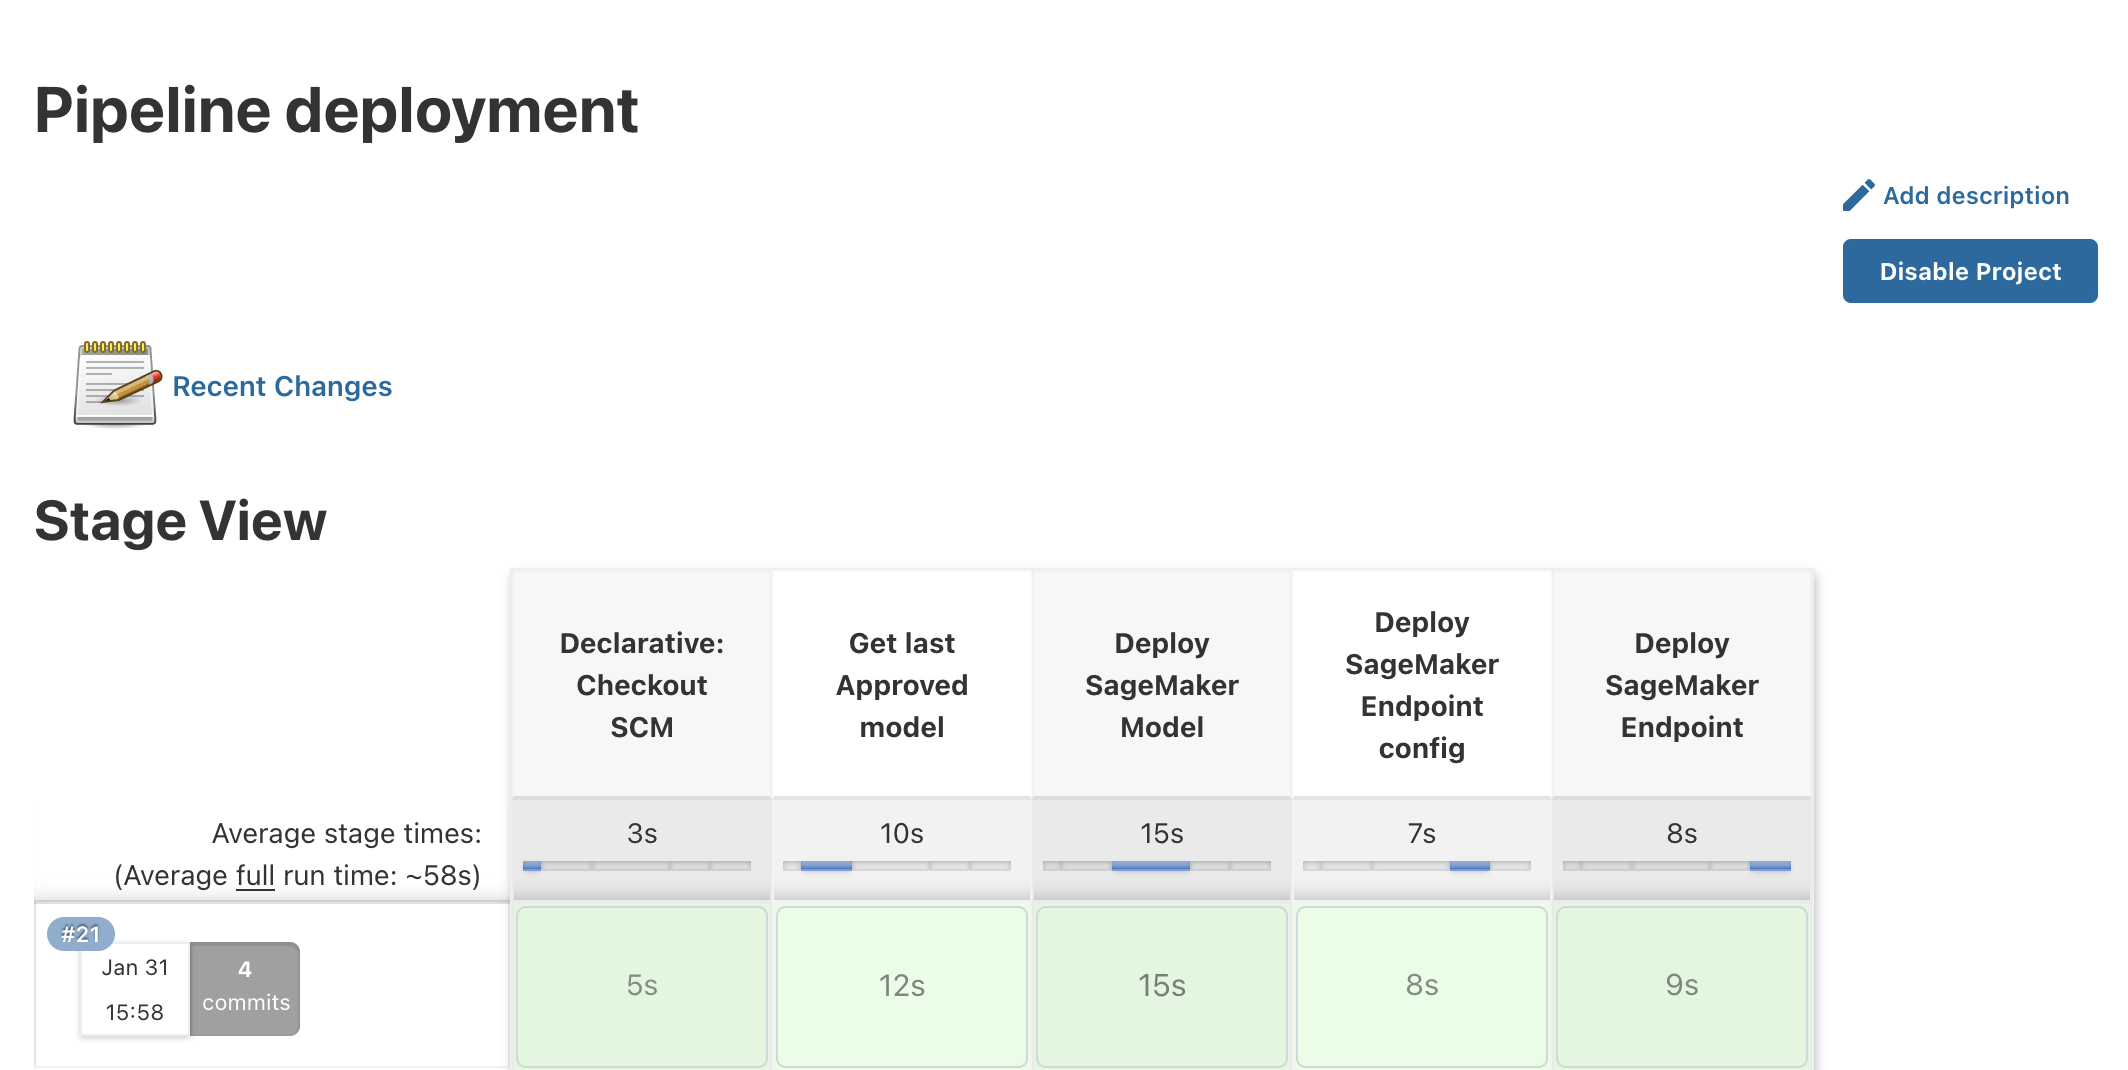 Pipeline deployment
Add description
Disable Project
Recent Changes
Stage View
Declarative:
Checkout
SCM
Get last
Approved
model
Deploy
SageMaker
Model
Deploy
SageMaker
Endpoint
config
Deploy
SageMaker
Endpoint
Average stage times:
(Average full run time: ~58s)
3s
10s
15s
7s
8s
#21
Jan 31
15:58
4
commits
5s
12s
15s
8s
9s